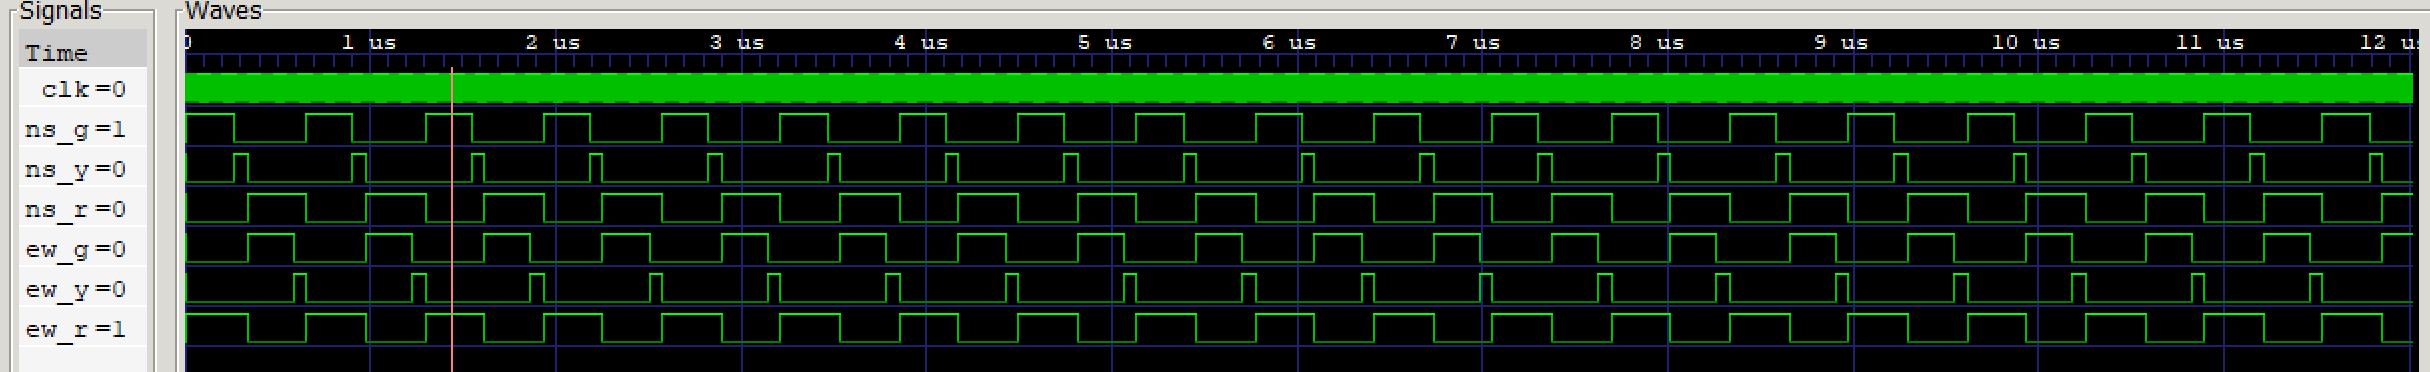 Signals Waves
Time
0 1 us 2 us 3 us 4 us 5 us 6 us 7 us 8 us 9 us 10 us 11 us 12 us
clk=0
ns_g=1
ns_y=0
ns_r=0
ew_g=0
ew_y=0
ew_r=1